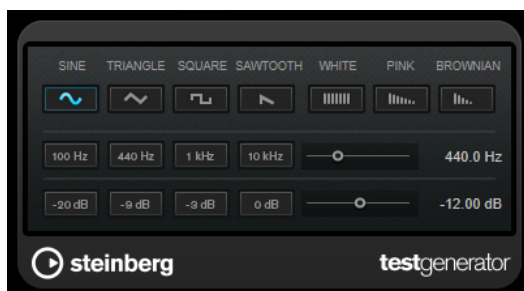 SINE TRIANGLE SQUARE SAWTOOTH WHITE PINK BROWNIAN
100 Hz 440 Hz 1 kHz 10 kHz 440.0 Hz
-20 dB -9 dB -3 dB 0 dB -12.00 dB
steinberg testgenerator